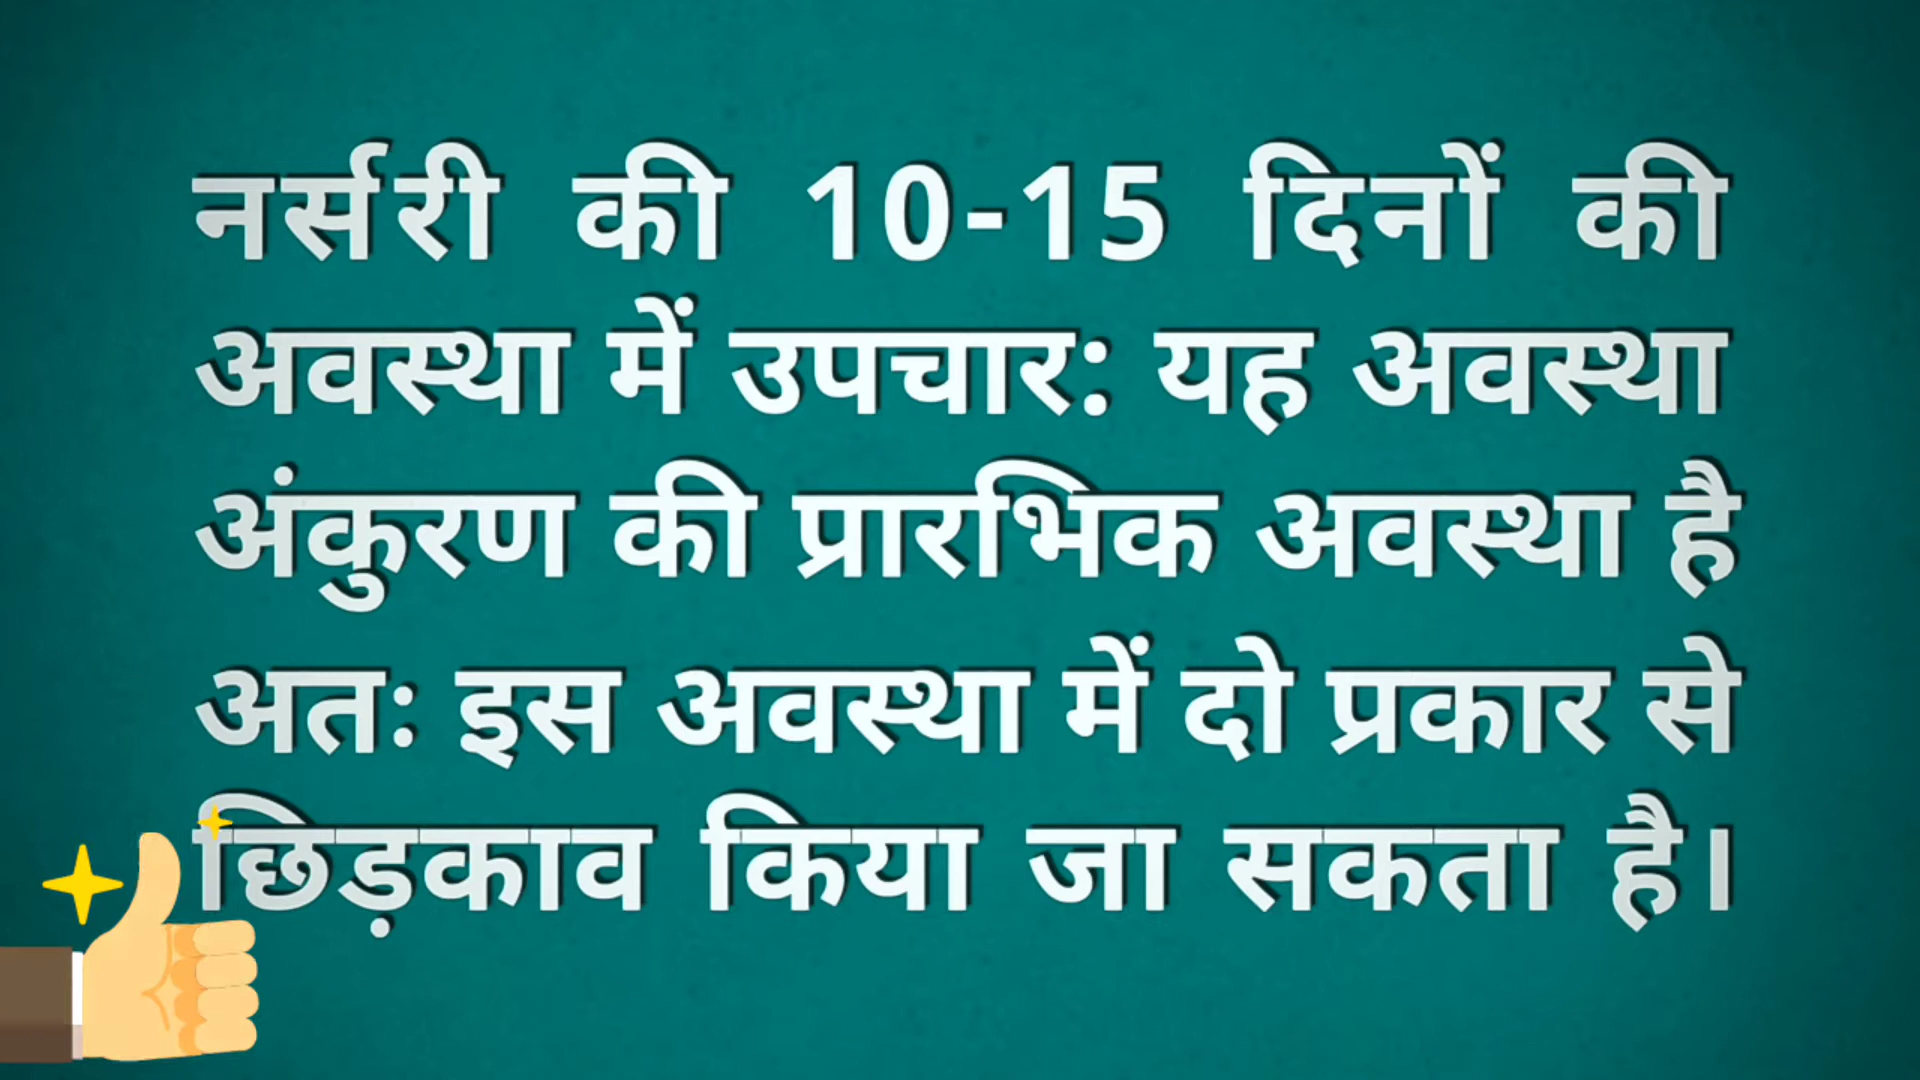 नर्सरी की 10-15 दिनों की
अवस्था में उपचार: यह अवस्था
अंकुरण की प्रारभिक अवस्था है
अतः इस अवस्था में दो प्रकार से
छिड़काव किया जा सकता है।